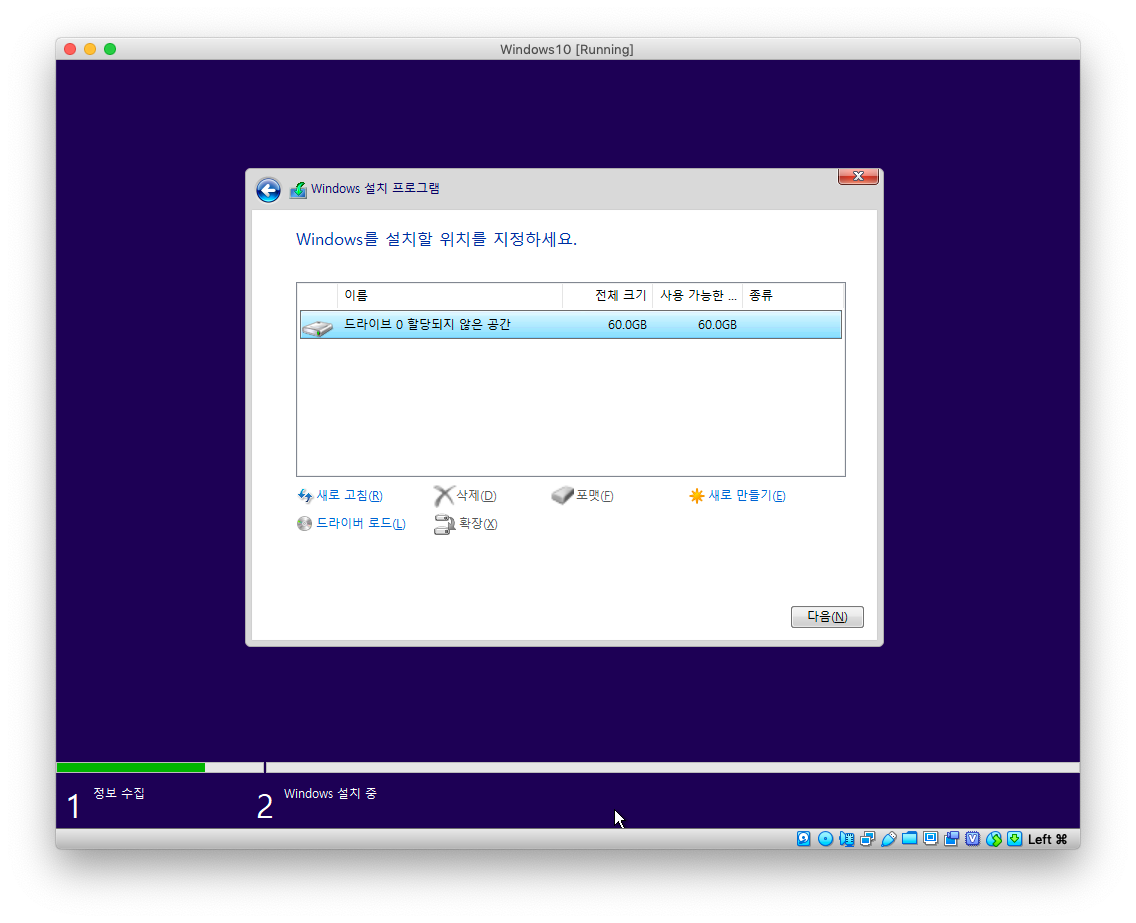 Windows10 [Running]
Windows 설치 프로그램
Windows를 설치할 위치를 지정하세요.
이름 전체 크기 사용 가능한 ... 종류
드라이브 0 할당되지 않은 공간 60.0GB 60.0GB
새로 고침(R) 삭제(D) 포맷(F) 새로 만들기(E)
드라이버 로드(L) 확장(X)
다음(N)
1 정보 수집 2 Windows 설치 중
Left ⌘